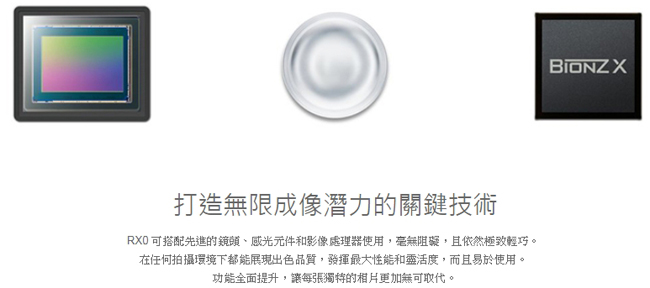 BIONZ X
打造無限成像潛力的關鍵技術
RX0 可搭配先進的鏡頭、感光元件和影像處理器使用，毫無阻礙，且依然極致輕巧。
在任何拍攝環境下都能展現出色品質，發揮最大性能和靈活度，而且易於使用。
功能全面提升，讓每張獨特的相片更加無可取代。